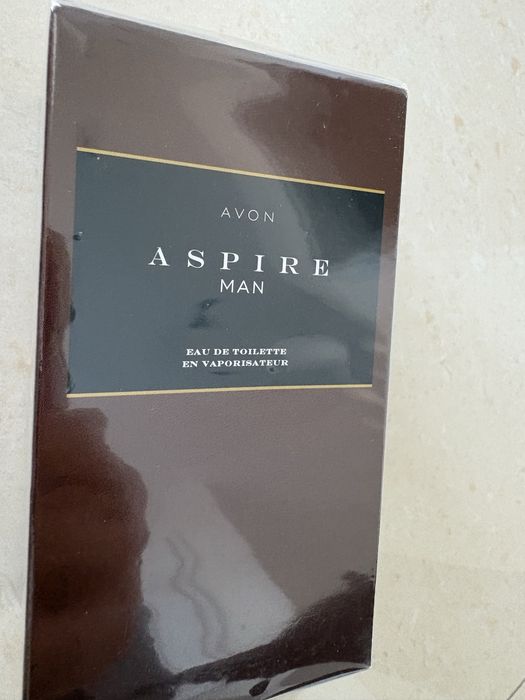 AVON
ASPIRE
MAN
EAU DE TOILETTE
EN VAPORISATEUR